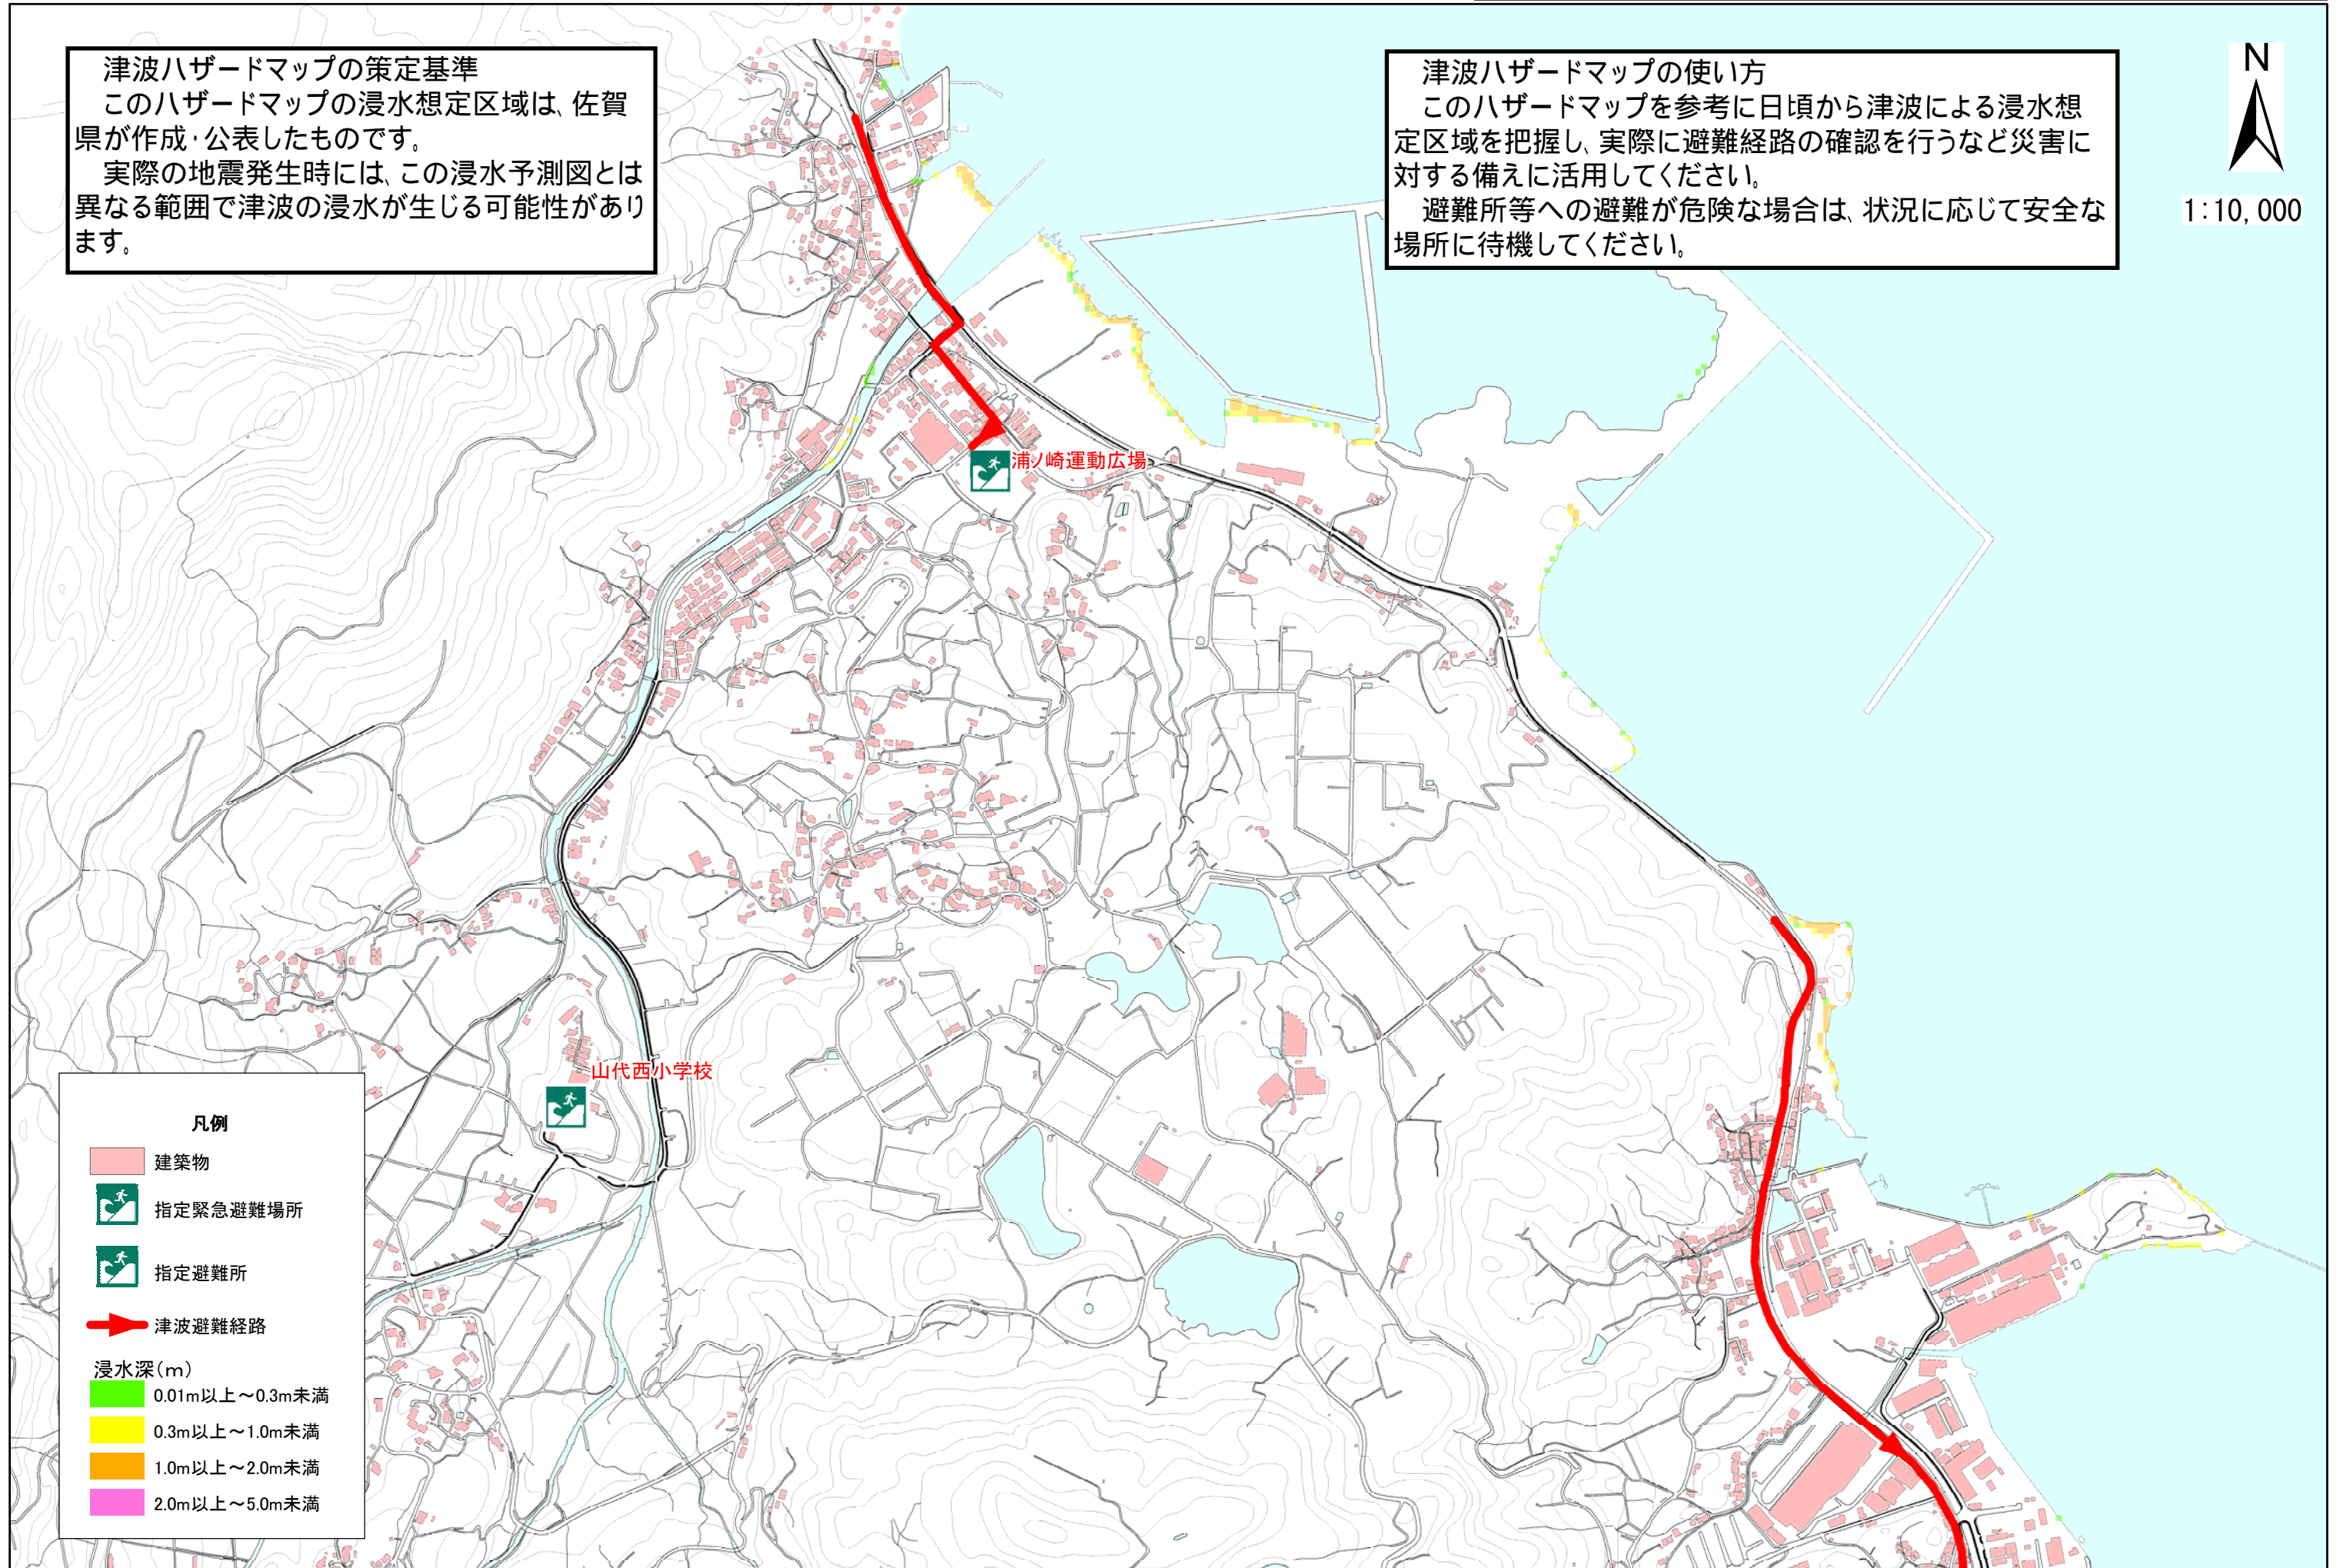 津波ハザードマップの策定基準
このハザードマップの浸水想定区域は、佐賀
県が作成・公表したものです。
実際の地震発生時には、この浸水予測図とは
異なる範囲で津波の浸水が生じる可能性があり
ます。
津波ハザードマップの使い方
このハザードマップを参考に日頃から津波による浸水想
定区域を把握し、実際に避難経路の確認を行うなど災害に
対する備えに活用してください。
避難所等への避難が危険な場合は、状況に応じて安全な
場所に待機してください。
N
1:10,000
浦ノ崎運動広場
山代西小学校
凡例
建築物
指定緊急避難場所
指定避難所
津波避難経路
浸水深(m)
0.01m以上～0.3m未満
0.3m以上～1.0m未満
1.0m以上～2.0m未満
2.0m以上～5.0m未満